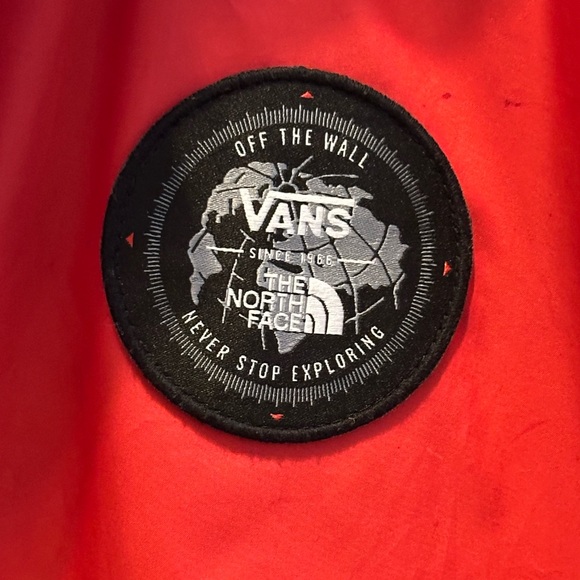 OFF THE WALL
VANS
SINCE 1966
THE
NORTH
FACE
NEVER STOP EXPLORING